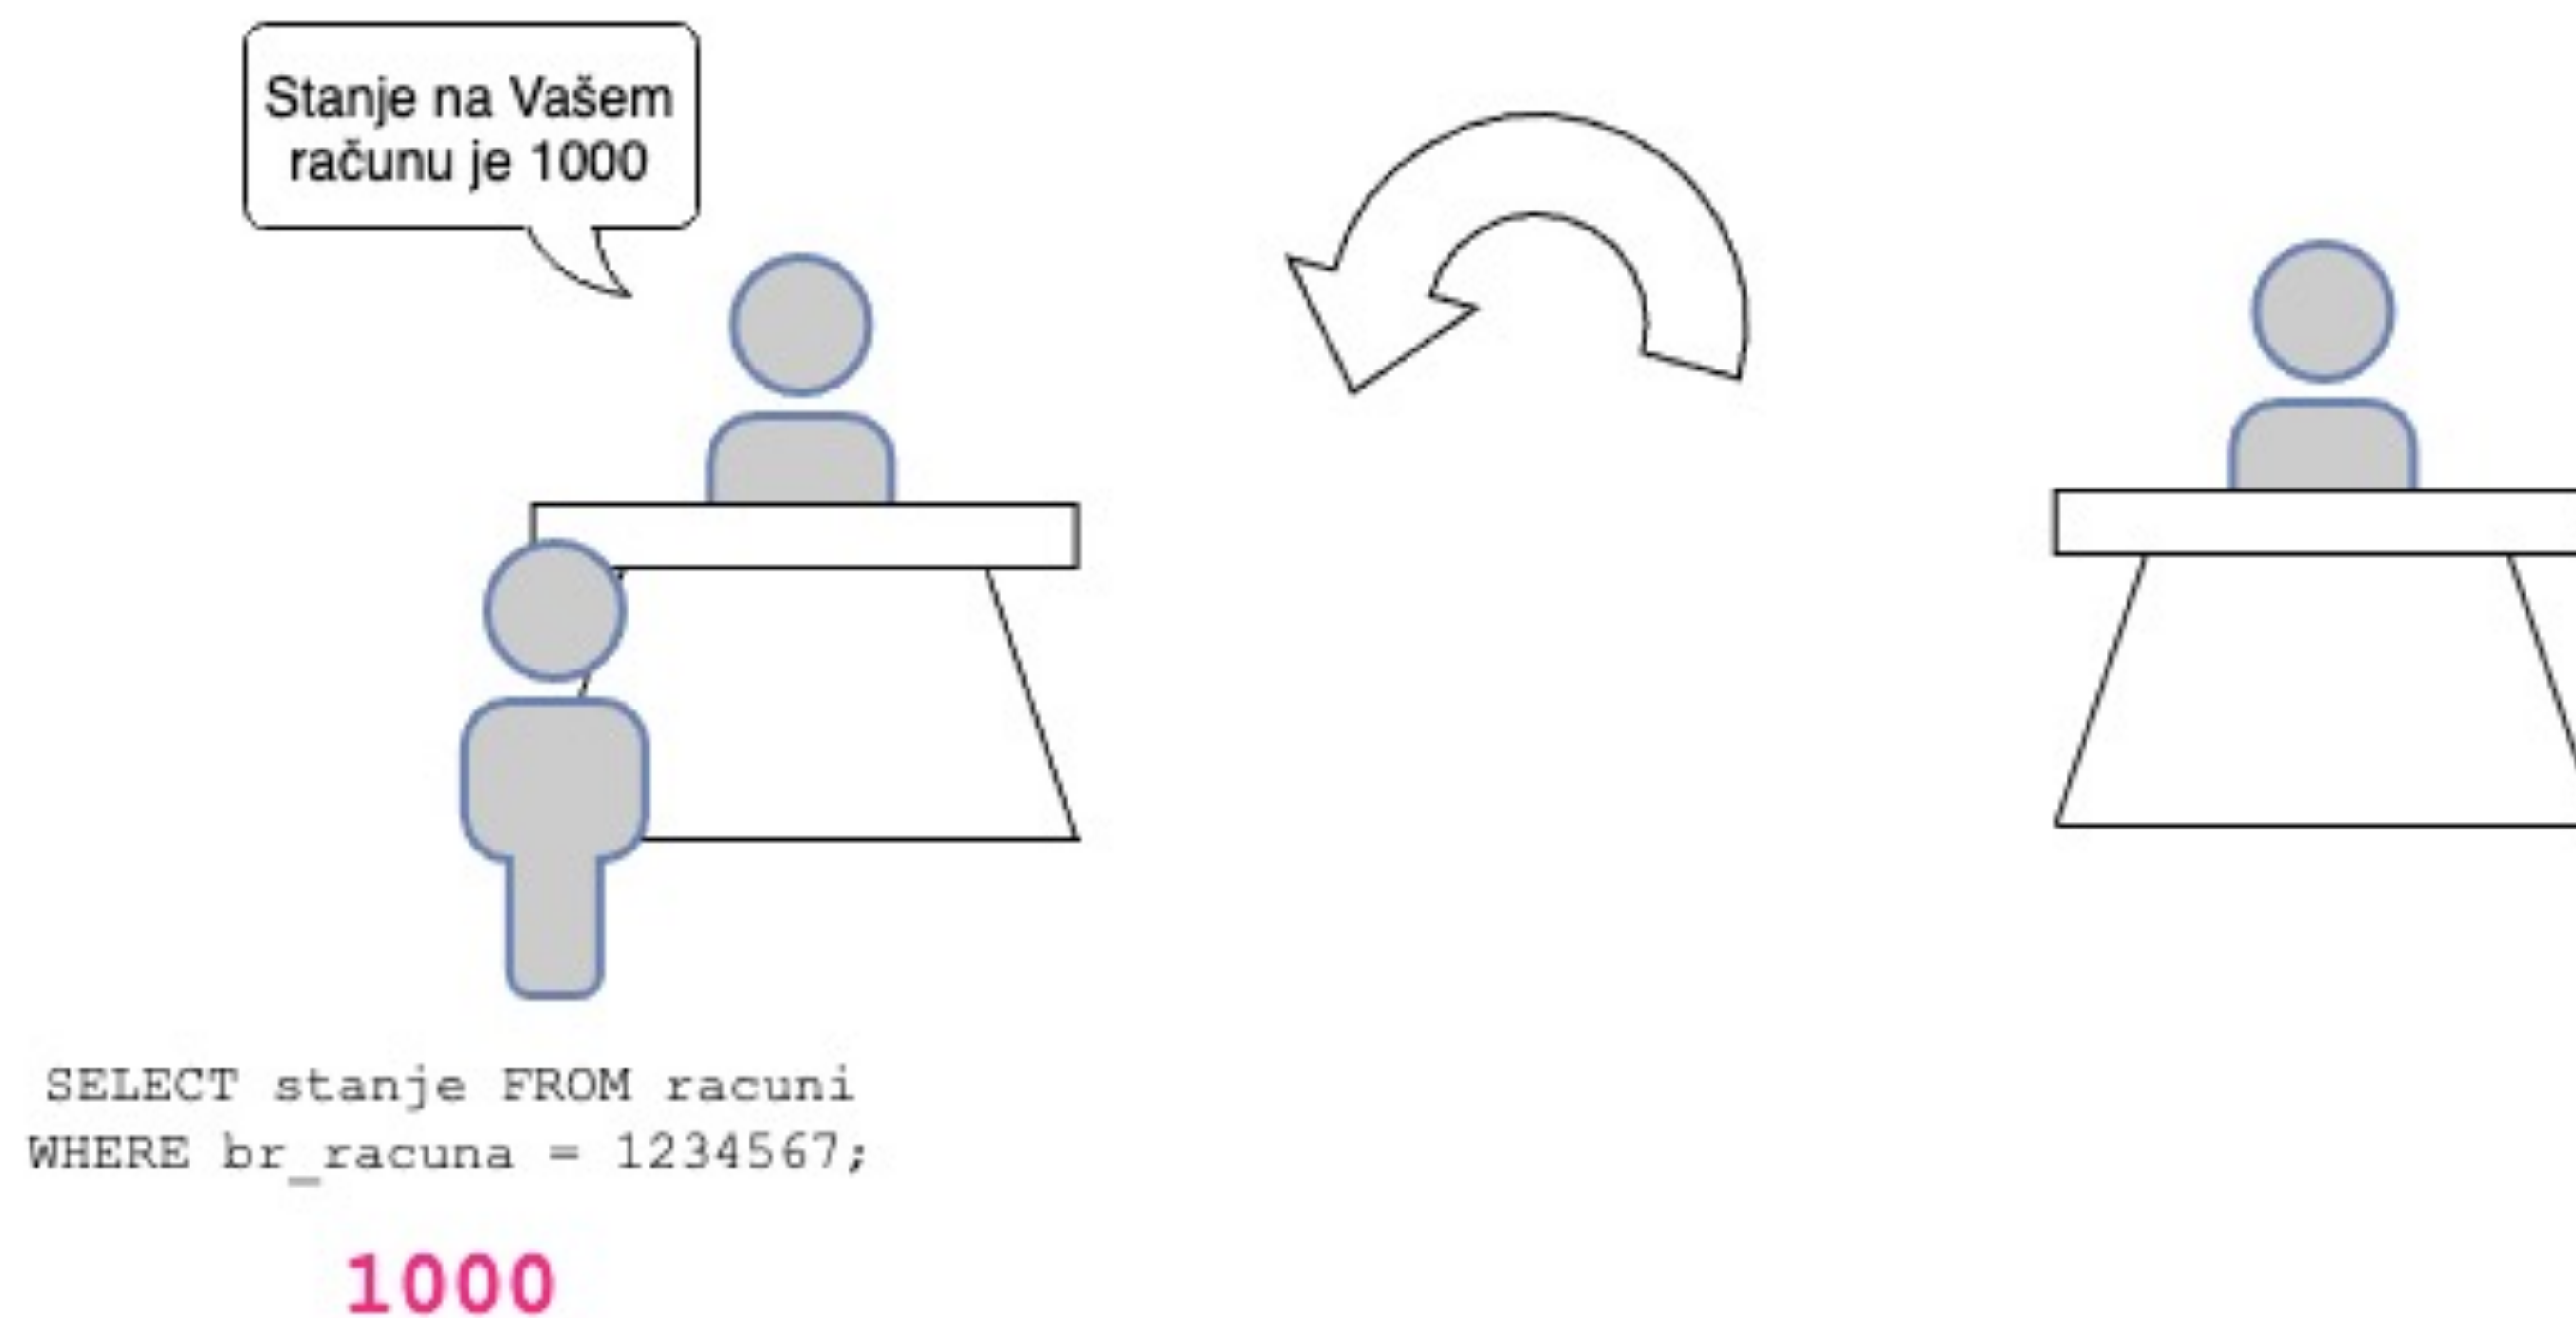 Stanje na Vašem
računu je 1000
SELECT stanje FROM racuni
WHERE br_racuna = 1234567;
1000